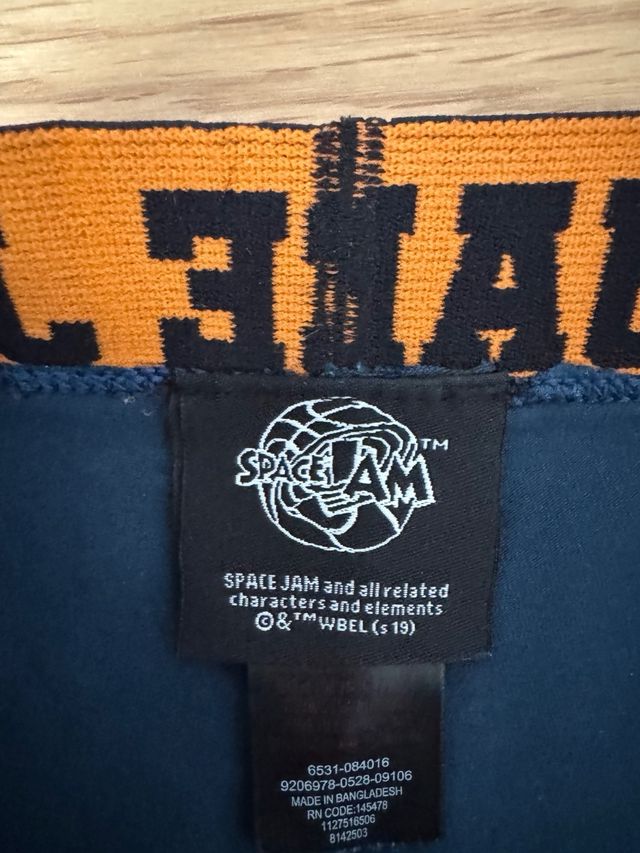 SPACE JAM™
SPACE JAM and all related
characters and elements
©&™WBEL (s19)
6531-084016
9206978-0528-09106
MADE IN BANGLADESH
RN CODE:145478
1127516506
8142503